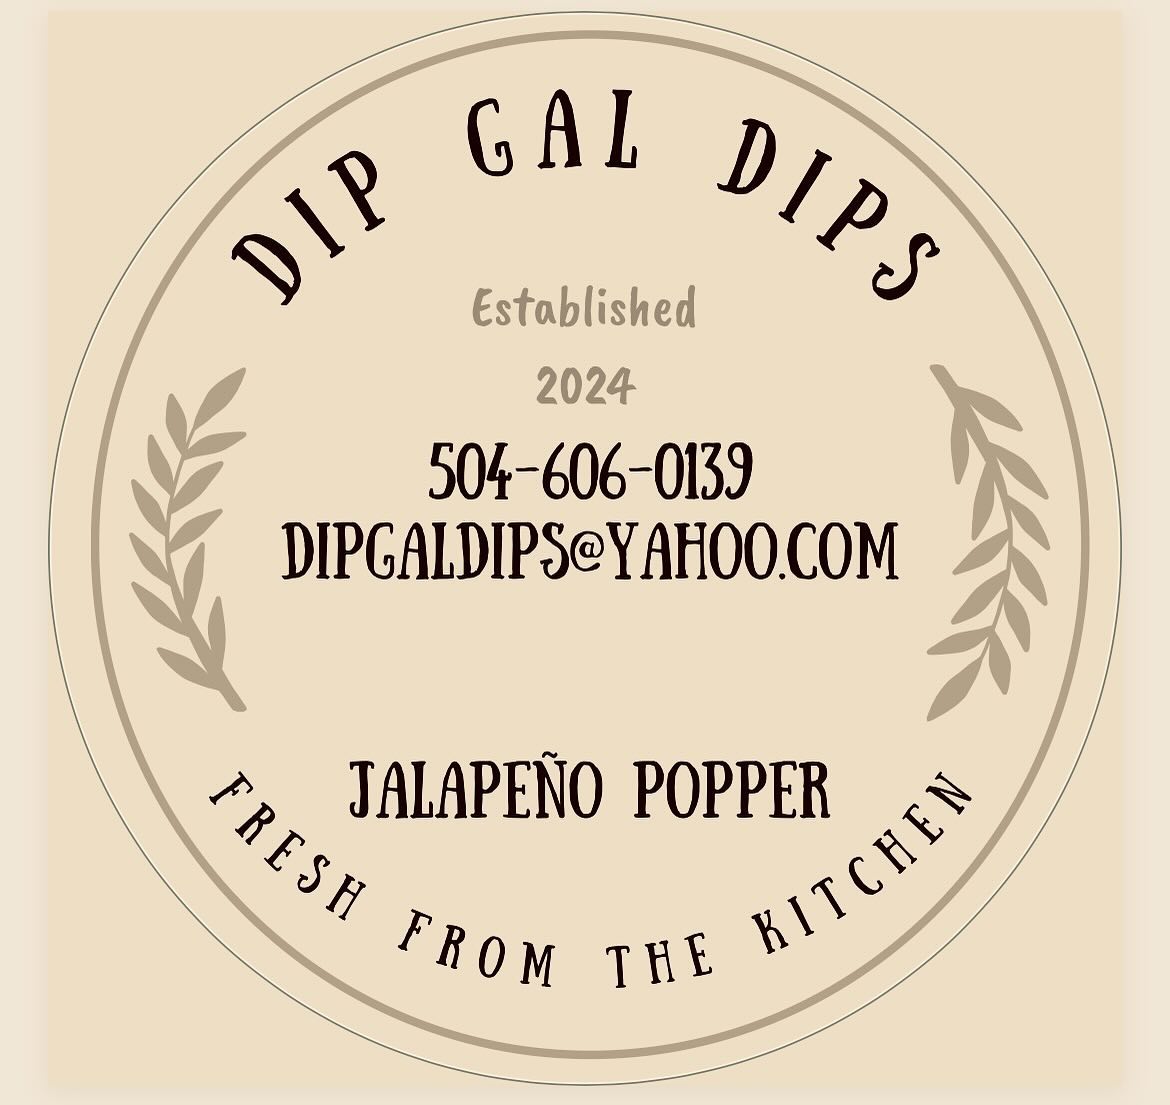 DIP GAL DIPS
Established
2024
504-606-0139
DIPGALDIPS@YAHOO.COM
JALAPEÑO POPPER
FRESH FROM THE KITCHEN